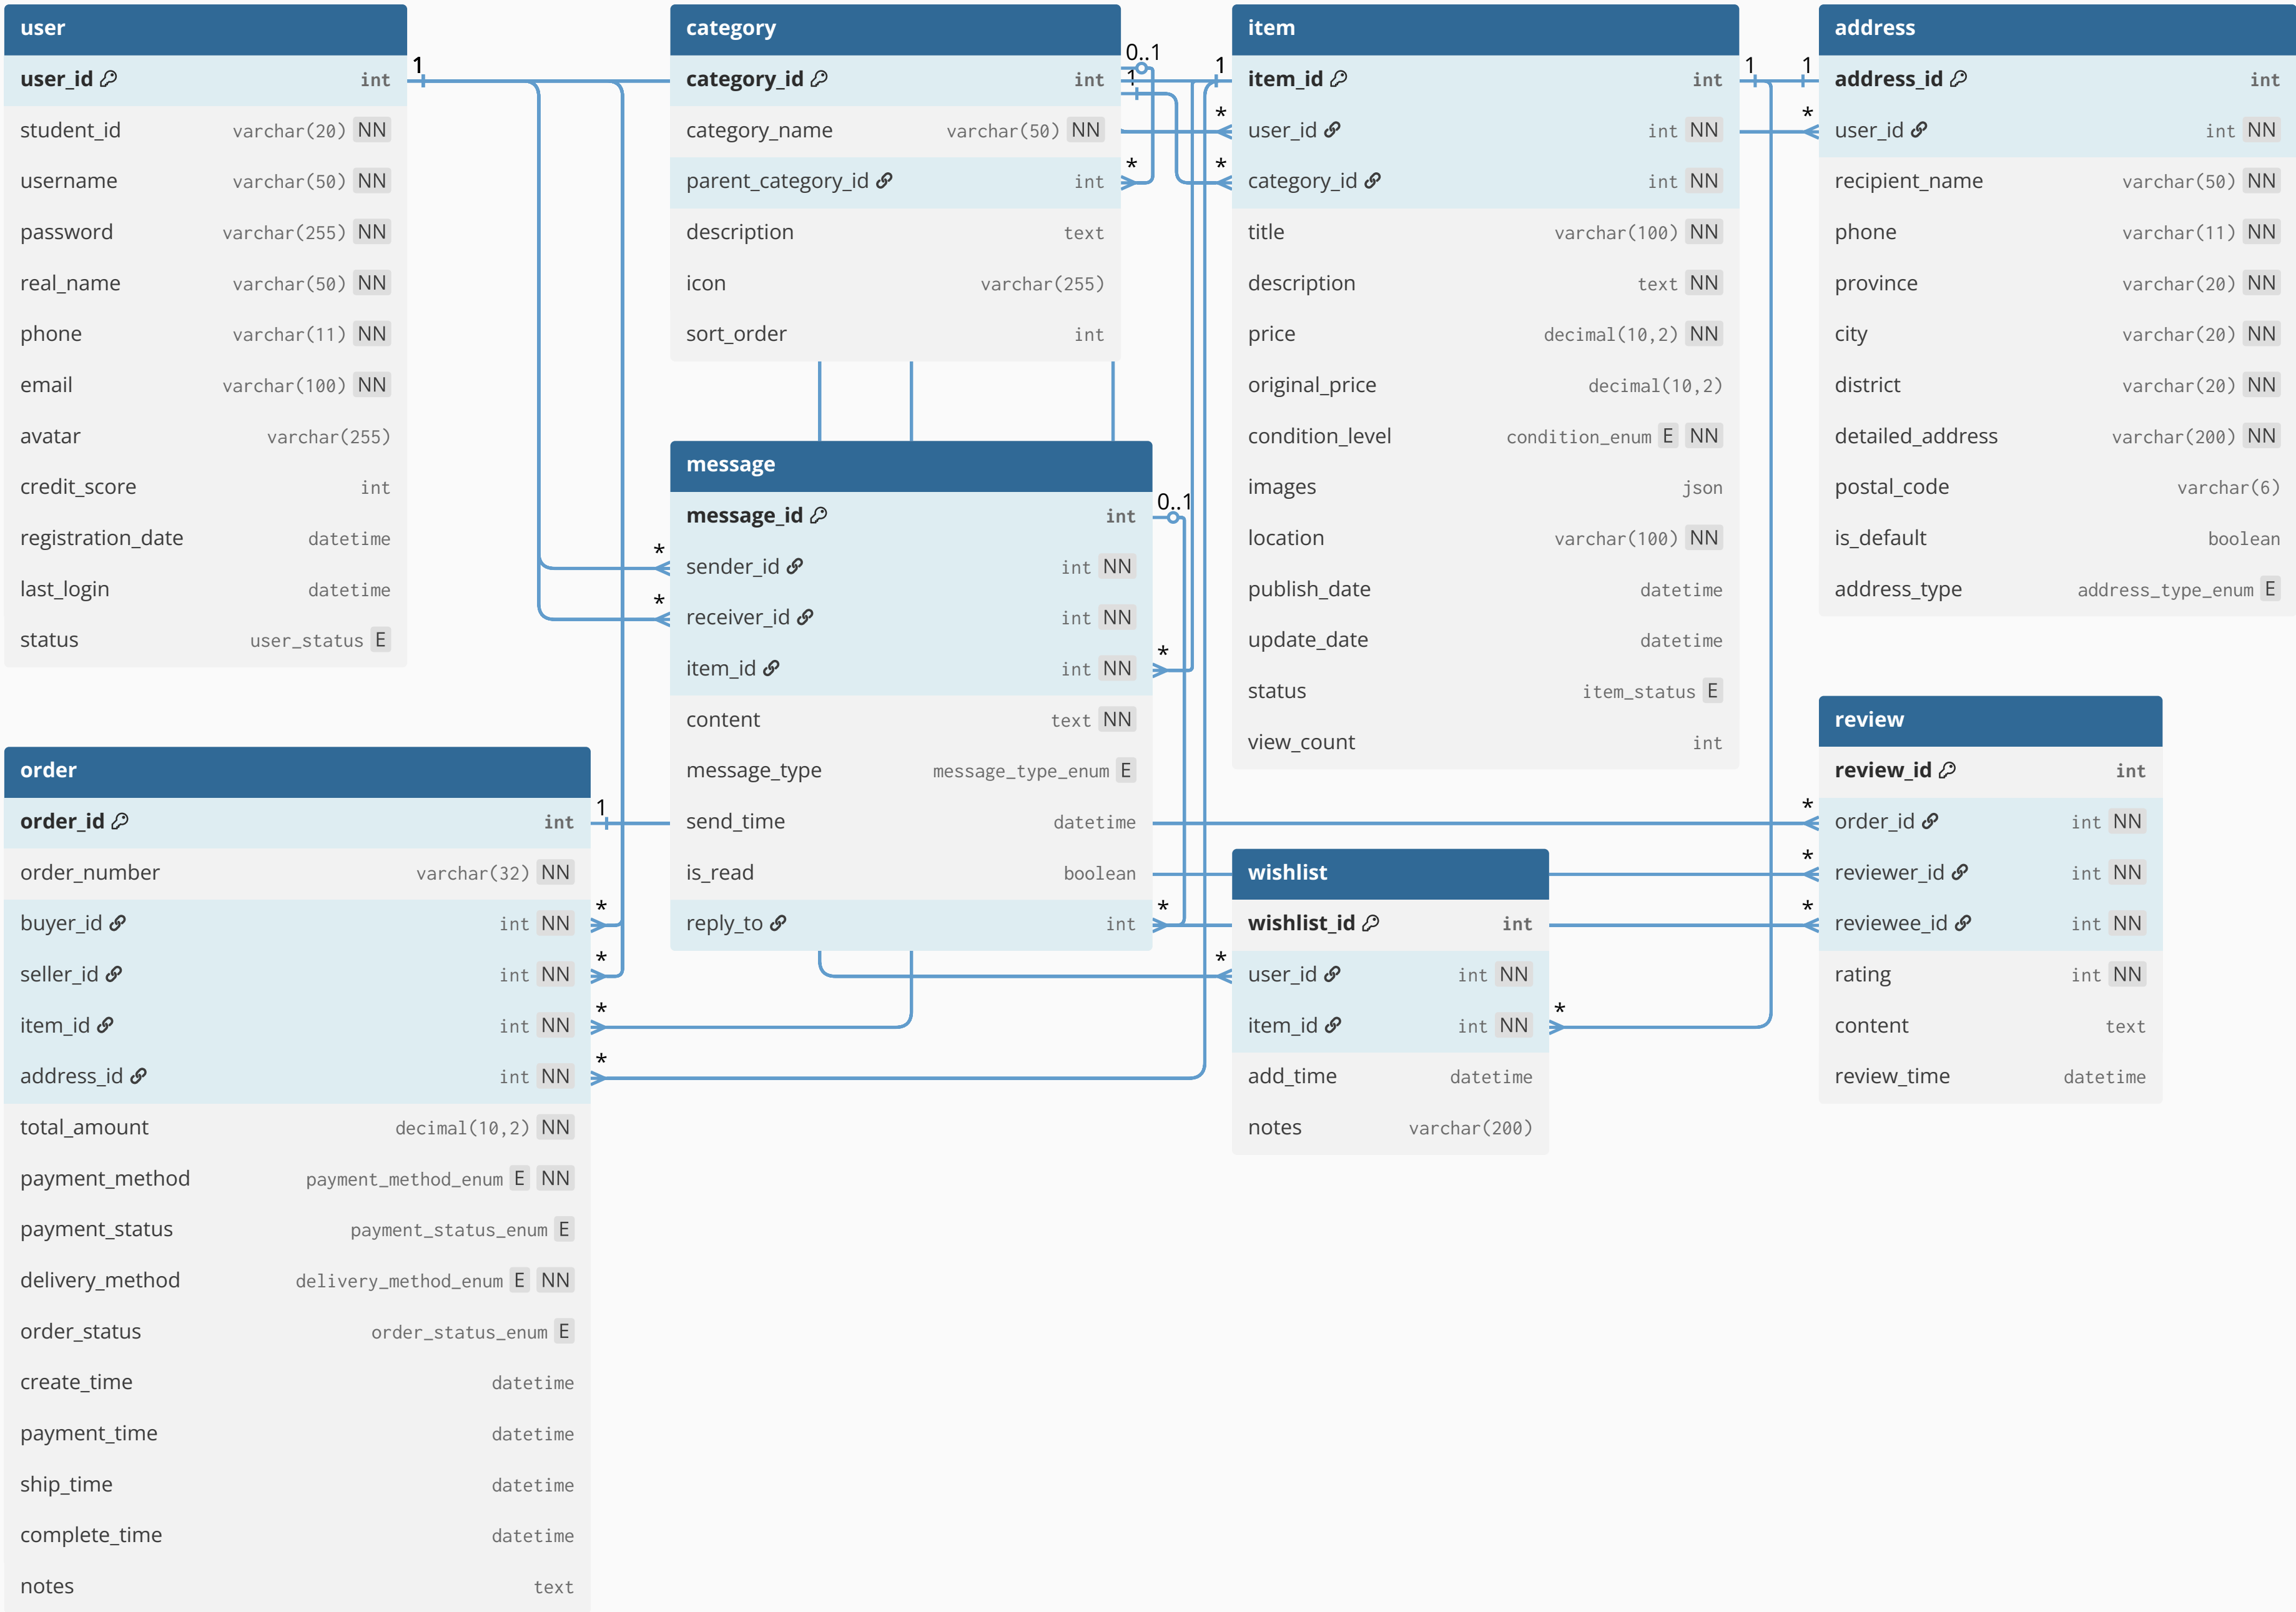 user
user_id int
student_id varchar(20) NN
username varchar(50) NN
password varchar(255) NN
real_name varchar(50) NN
phone varchar(11) NN
email varchar(100) NN
avatar varchar(255)
credit_score int
registration_date datetime
last_login datetime
status user_status E
1
category
category_id int
category_name varchar(50) NN
parent_category_id int
description text
icon varchar(255)
sort_order int
0..1
1
*
1
*
*
item
item_id int
user_id int NN
category_id int NN
title varchar(100) NN
description text NN
price decimal(10,2) NN
original_price decimal(10,2)
condition_level condition_enum E NN
images json
location varchar(100) NN
publish_date datetime
update_date datetime
status item_status E
view_count int
1
1
*
address
address_id int
user_id int NN
recipient_name varchar(50) NN
phone varchar(11) NN
province varchar(20) NN
city varchar(20) NN
district varchar(20) NN
detailed_address varchar(200) NN
postal_code varchar(6)
is_default boolean
address_type address_type_enum E
*
*
message
message_id int
sender_id int NN
receiver_id int NN
item_id int NN
content text NN
message_type message_type_enum E
send_time datetime
is_read boolean
reply_to int
0..1
*
*
order
order_id int
order_number varchar(32) NN
buyer_id int NN
seller_id int NN
item_id int NN
address_id int NN
total_amount decimal(10,2) NN
payment_method payment_method_enum E NN
payment_status payment_status_enum E
delivery_method delivery_method_enum E NN
order_status order_status_enum E
create_time datetime
payment_time datetime
ship_time datetime
complete_time datetime
notes text
1
*
*
*
*
wishlist
wishlist_id int
user_id int NN
item_id int NN
add_time datetime
notes varchar(200)
*
*
review
review_id int
order_id int NN
reviewer_id int NN
reviewee_id int NN
rating int NN
content text
review_time datetime
*
*
*